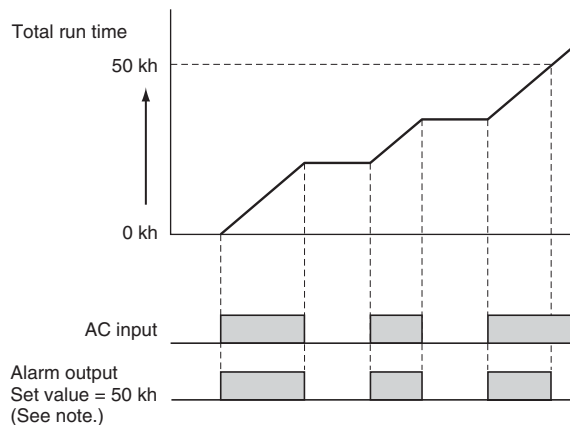 Total run time
50 kh
0 kh
AC input
Alarm output
Set value = 50 kh
(See note.)